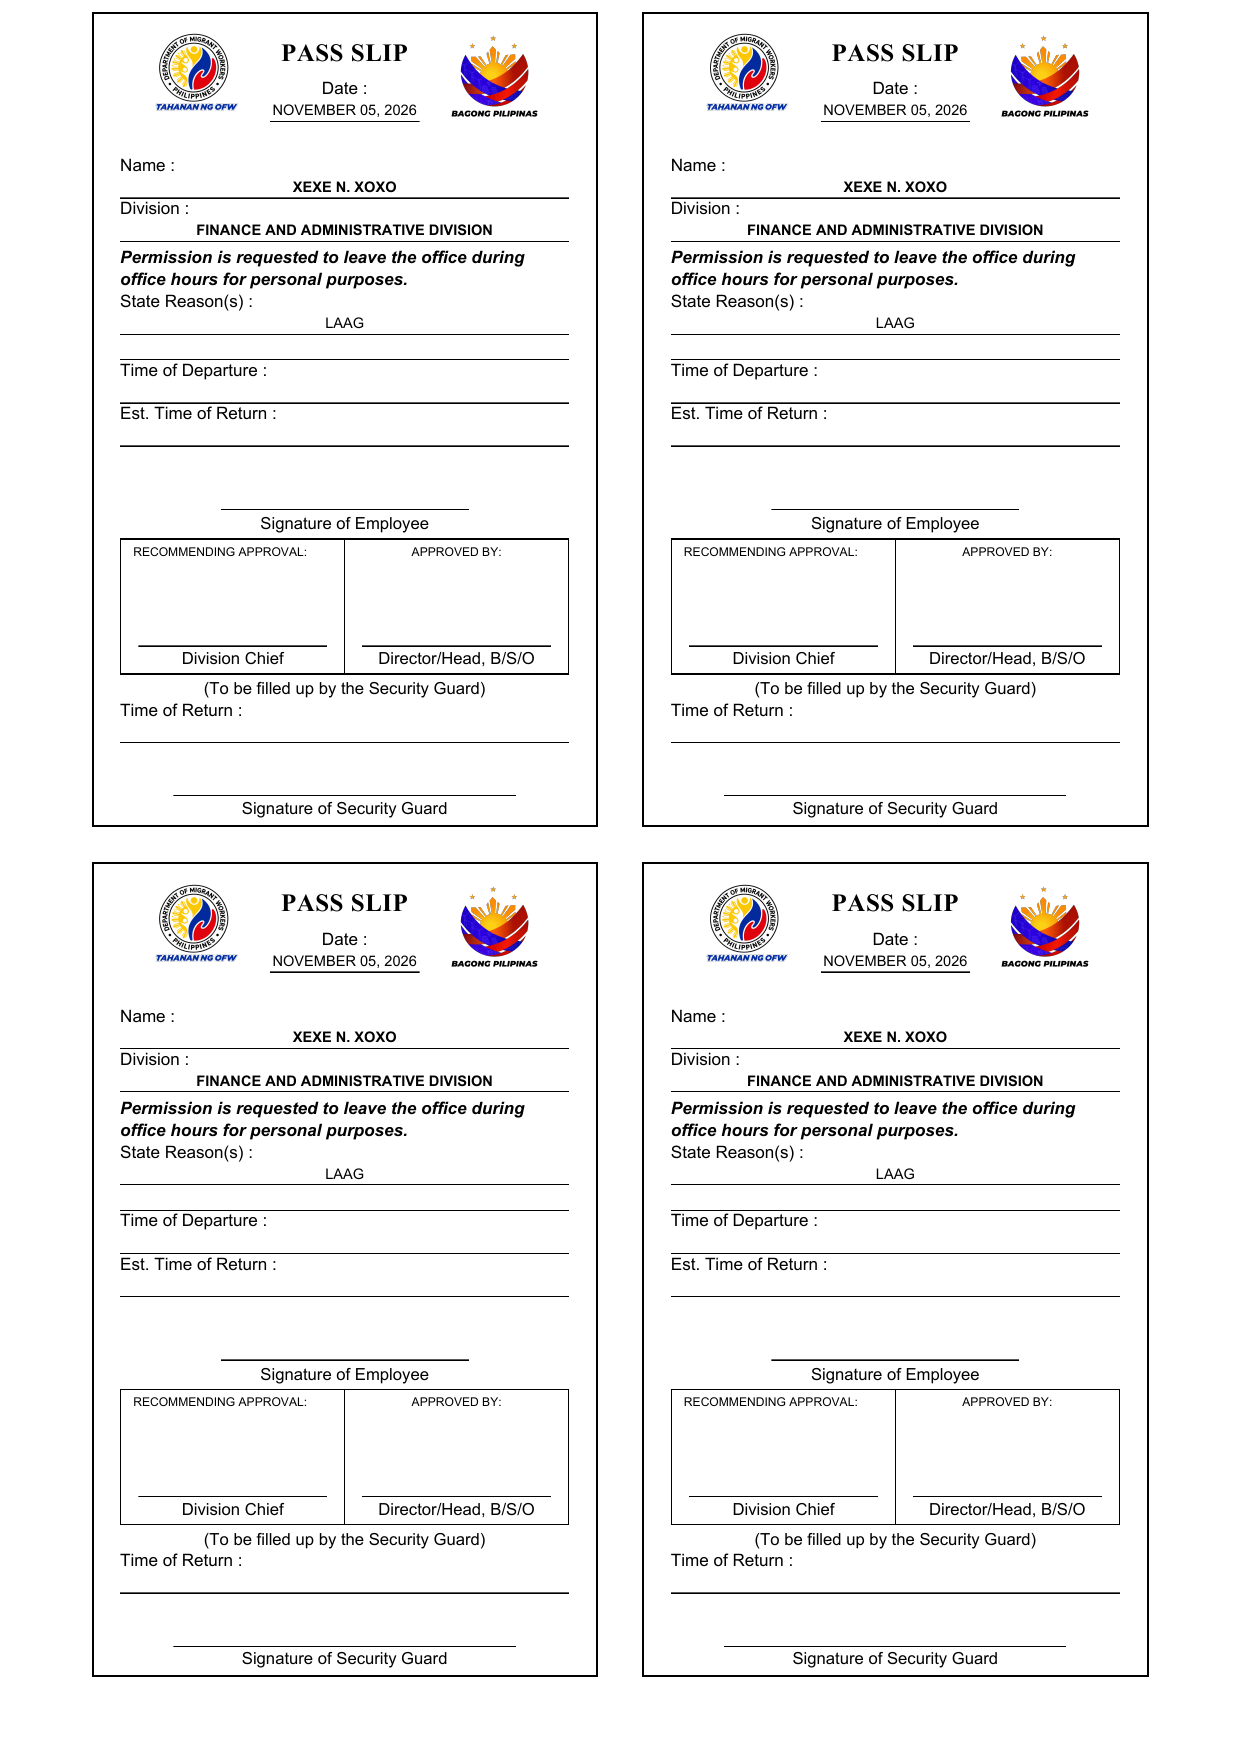 DEPARTMENT OF MIGRANT WORKERS
PHILIPPINES
TAHANAN NG OFW
PASS SLIP
Date :
NOVEMBER 05, 2026
BAGONG PILIPINAS
Name :
XEXE N. XOXO
Division :
FINANCE AND ADMINISTRATIVE DIVISION
Permission is requested to leave the office during
office hours for personal purposes.
State Reason(s) :
LAAG
Time of Departure :
Est. Time of Return :
Signature of Employee
RECOMMENDING APPROVAL:
Division Chief
APPROVED BY:
Director/Head, B/S/O
(To be filled up by the Security Guard)
Time of Return :
Signature of Security Guard
DEPARTMENT OF MIGRANT WORKERS
PHILIPPINES
TAHANAN NG OFW
PASS SLIP
Date :
NOVEMBER 05, 2026
BAGONG PILIPINAS
Name :
XEXE N. XOXO
Division :
FINANCE AND ADMINISTRATIVE DIVISION
Permission is requested to leave the office during
office hours for personal purposes.
State Reason(s) :
LAAG
Time of Departure :
Est. Time of Return :
Signature of Employee
RECOMMENDING APPROVAL:
Division Chief
APPROVED BY:
Director/Head, B/S/O
(To be filled up by the Security Guard)
Time of Return :
Signature of Security Guard
DEPARTMENT OF MIGRANT WORKERS
PHILIPPINES
TAHANAN NG OFW
PASS SLIP
Date :
NOVEMBER 05, 2026
BAGONG PILIPINAS
Name :
XEXE N. XOXO
Division :
FINANCE AND ADMINISTRATIVE DIVISION
Permission is requested to leave the office during
office hours for personal purposes.
State Reason(s) :
LAAG
Time of Departure :
Est. Time of Return :
Signature of Employee
RECOMMENDING APPROVAL:
Division Chief
APPROVED BY:
Director/Head, B/S/O
(To be filled up by the Security Guard)
Time of Return :
Signature of Security Guard
DEPARTMENT OF MIGRANT WORKERS
PHILIPPINES
TAHANAN NG OFW
PASS SLIP
Date :
NOVEMBER 05, 2026
BAGONG PILIPINAS
Name :
XEXE N. XOXO
Division :
FINANCE AND ADMINISTRATIVE DIVISION
Permission is requested to leave the office during
office hours for personal purposes.
State Reason(s) :
LAAG
Time of Departure :
Est. Time of Return :
Signature of Employee
RECOMMENDING APPROVAL:
Division Chief
APPROVED BY:
Director/Head, B/S/O
(To be filled up by the Security Guard)
Time of Return :
Signature of Security Guard